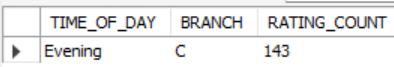 TIME_OF_DAY BRANCH RATING_COUNT
Evening C 143